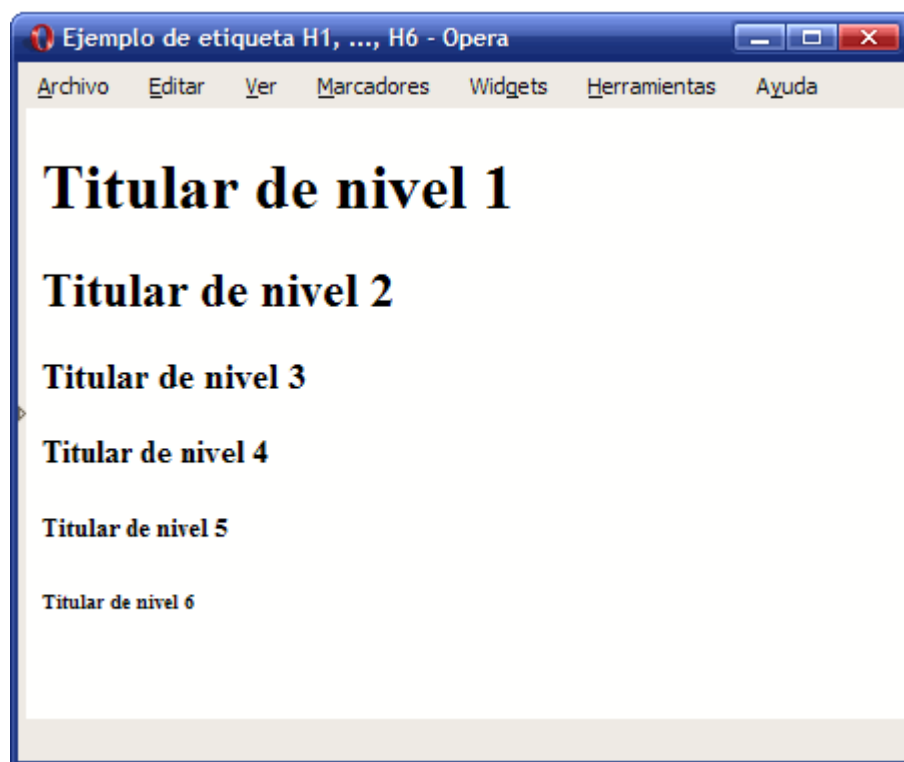 Ejemplo de etiqueta H1, ..., H6 - Opera
Archivo Editar Ver Marcadores Widgets Herramientas Ayuda
Titular de nivel 1
Titular de nivel 2
Titular de nivel 3
Titular de nivel 4
Titular de nivel 5
Titular de nivel 6